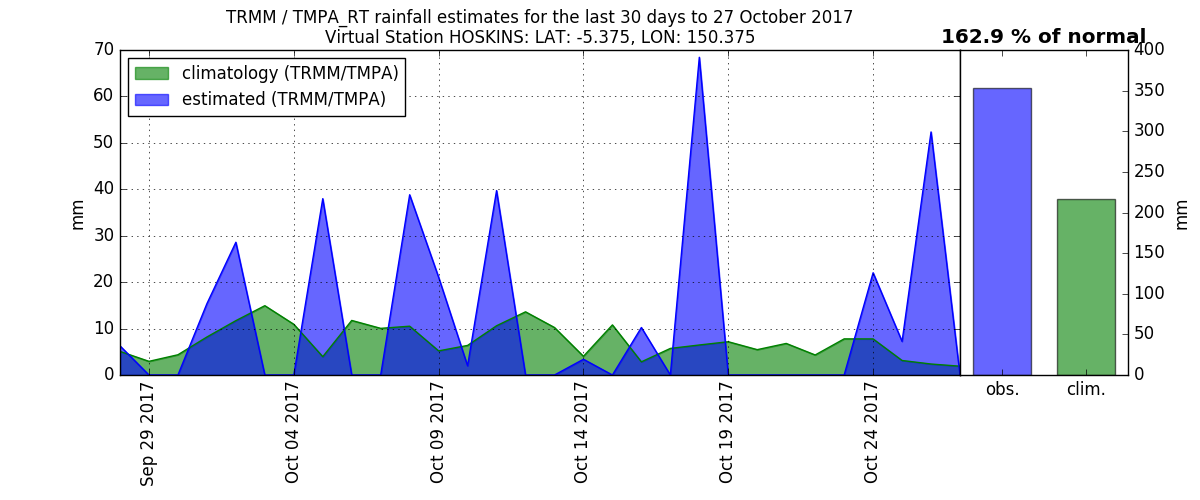 TRMM / TMPA_RT rainfall estimates for the last 30 days to 27 October 2017
Virtual Station HOSKINS: LAT: -5.375, LON: 150.375
162.9 % of normal
climatology (TRMM/TMPA)
estimated (TRMM/TMPA)
70
60
50
40
30
20
10
0
mm
Sep 29 2017
Oct 04 2017
Oct 09 2017
Oct 14 2017
Oct 19 2017
Oct 24 2017
400
350
300
250
200
150
100
50
0
mm
obs.
clim.